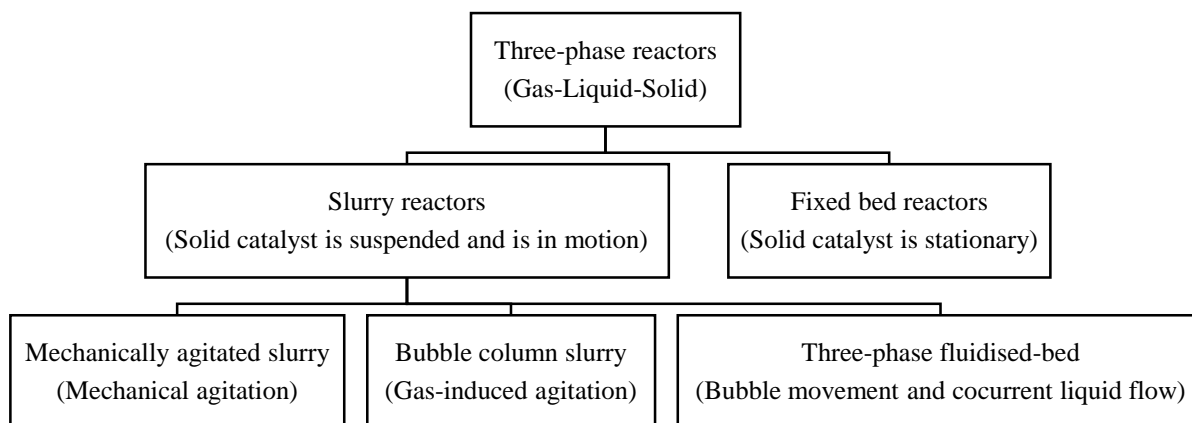 Three-phase reactors
(Gas-Liquid-Solid)
Slurry reactors
(Solid catalyst is suspended and is in motion)
Fixed bed reactors
(Solid catalyst is stationary)
Mechanically agitated slurry
(Mechanical agitation)
Bubble column slurry
(Gas-induced agitation)
Three-phase fluidised-bed
(Bubble movement and cocurrent liquid flow)